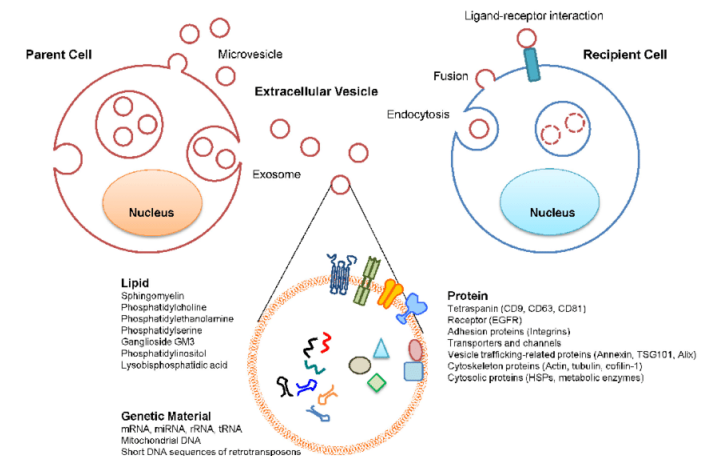 Ligand-receptor interaction
Parent Cell
Microvesicle
Recipient Cell
Fusion
Extracellular Vesicle
Endocytosis
Exosome
Nucleus
Nucleus
Lipid
Sphingomyelin
Phosphatidylcholine
Phosphatidylethanolamine
Phosphatidylserine
Ganglioside GM3
Phosphatidylinositol
Lysobisphosphatidic acid
Protein
Tetraspanin (CD9, CD63, CD81)
Receptor (EGFR)
Adhesion proteins (Integrins)
Transporters and channels
Vesicle trafficking-related proteins (Annexin, TSG101, Alix)
Cytoskeleton proteins (Actin, tubulin, cofilin-1)
Cytosolic proteins (HSPs, metabolic enzymes)
Genetic Material
mRNA, miRNA, rRNA, tRNA
Mitochondrial DNA
Short DNA sequences of retrotransposons